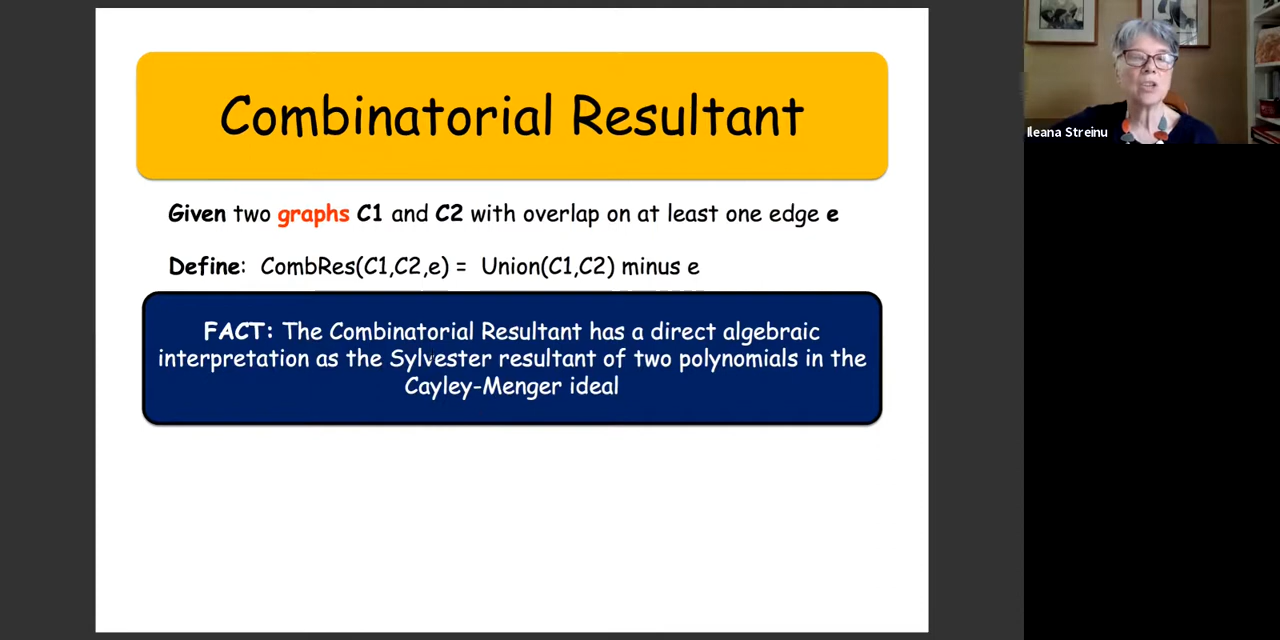 Combinatorial Resultant
Given two graphs C1 and C2 with overlap on at least one edge e
Define: CombRes(C1,C2,e) = Union(C1,C2) minus e
FACT: The Combinatorial Resultant has a direct algebraic
interpretation as the Sylvester resultant of two polynomials in the
Cayley-Menger ideal
Ileana Streinu